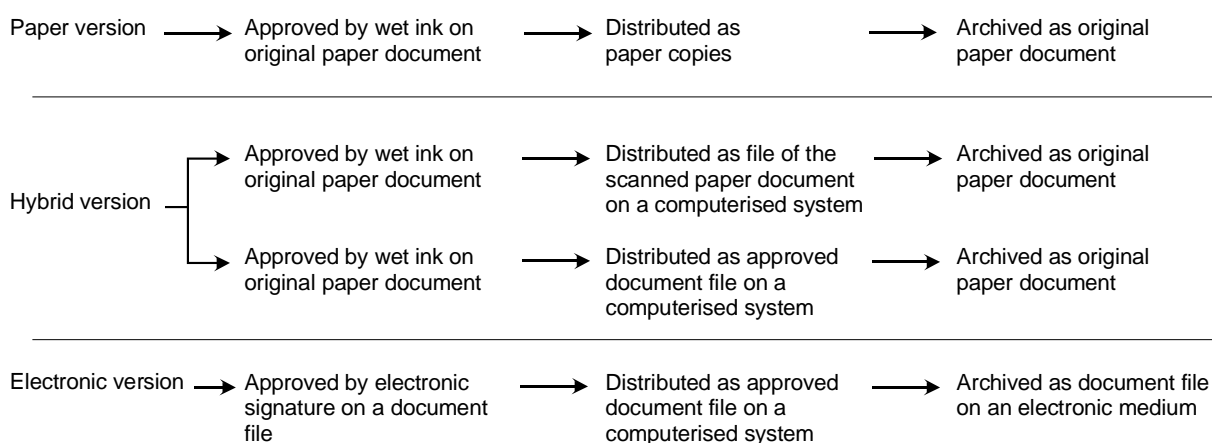 Paper version
Approved by wet ink on
original paper document
Distributed as
paper copies
Archived as original
paper document
Hybrid version
Approved by wet ink on
original paper document
Distributed as file of the
scanned paper document
on a computerised system
Archived as original
paper document
Approved by wet ink on
original paper document
Distributed as approved
document file on a
computerised system
Archived as original
paper document
Electronic version
Approved by electronic
signature on a document
file
Distributed as approved
document file on a
computerised system
Archived as document file
on an electronic medium